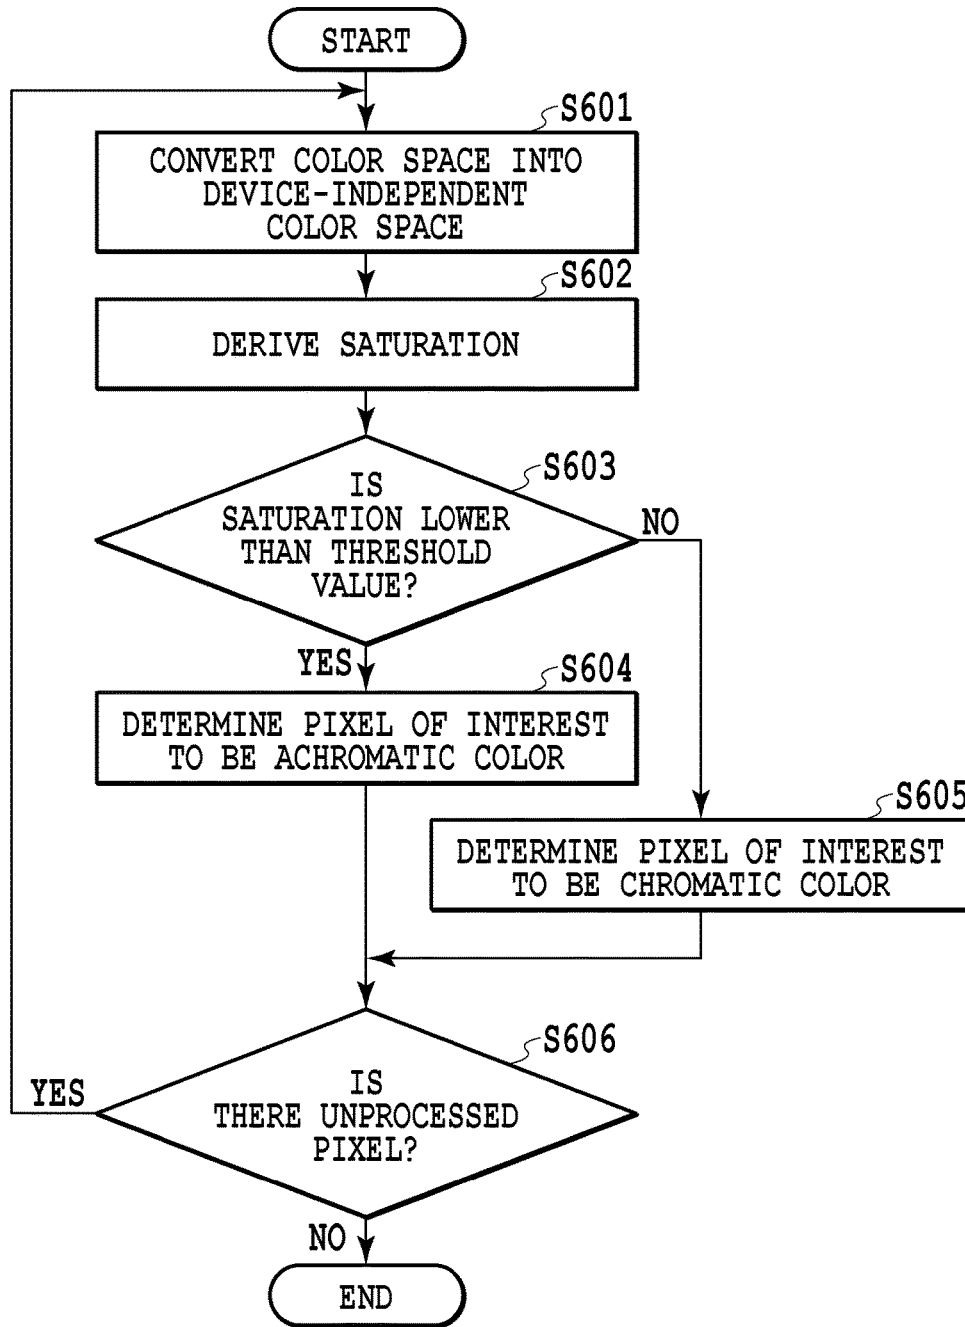 START
S601
CONVERT COLOR SPACE INTO
DEVICE-INDEPENDENT
COLOR SPACE
S602
DERIVE SATURATION
S603
IS
SATURATION LOWER
THAN THRESHOLD
VALUE?
NO
YES
S604
DETERMINE PIXEL OF INTEREST
TO BE ACHROMATIC COLOR
S605
DETERMINE PIXEL OF INTEREST
TO BE CHROMATIC COLOR
S606
IS
THERE UNPROCESSED
PIXEL?
YES
NO
END